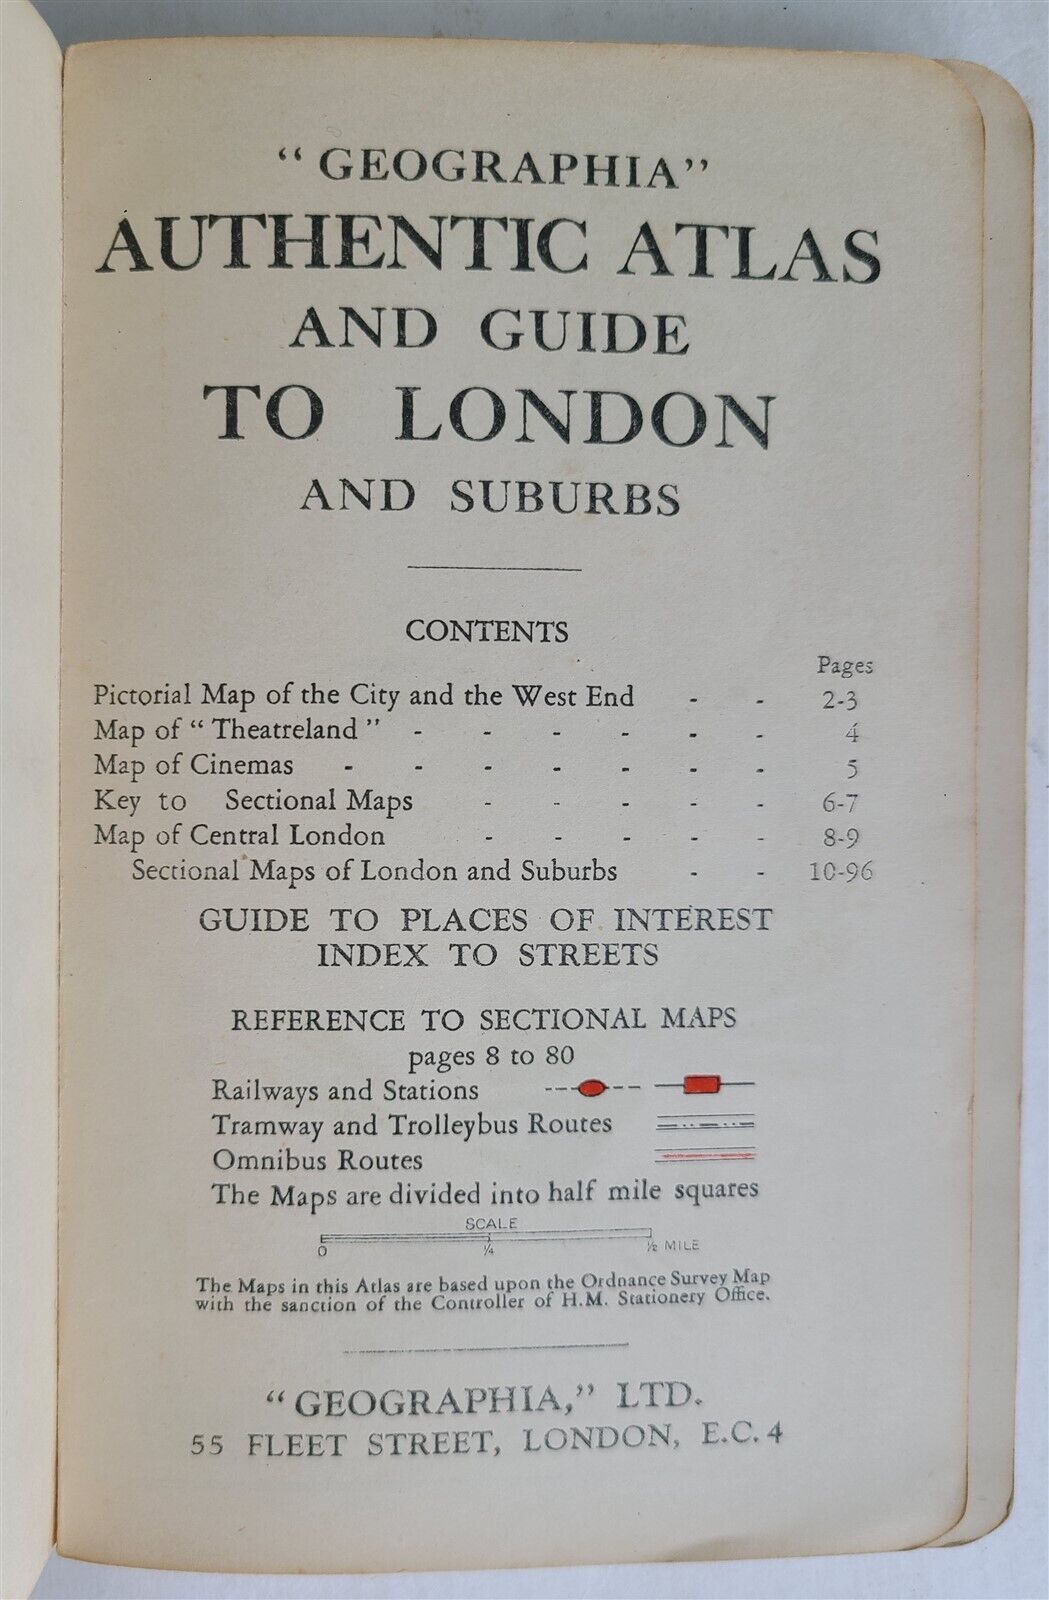 "GEOGRAPHIA"
AUTHENTIC ATLAS
AND GUIDE
TO LONDON
AND SUBURBS
CONTENTS
Pages
Pictorial Map of the City and the West End - - 2-3
Map of "Theatreland" - - - - - - 4
Map of Cinemas - - - - - - - 5
Key to Sectional Maps - - - - - 6-7
Map of Central London - - - - - 8-9
Sectional Maps of London and Suburbs - - 10-96
GUIDE TO PLACES OF INTEREST
INDEX TO STREETS
REFERENCE TO SECTIONAL MAPS
pages 8 to 80
Railways and Stations
Tramway and Trolleybus Routes
Omnibus Routes
The Maps are divided into half mile squares
SCALE
0 ¼ ½ MILE
The Maps in this Atlas are based upon the Ordnance Survey Map
with the sanction of the Controller of H.M. Stationery Office.
"GEOGRAPHIA," LTD.
55 FLEET STREET, LONDON, E.C.4